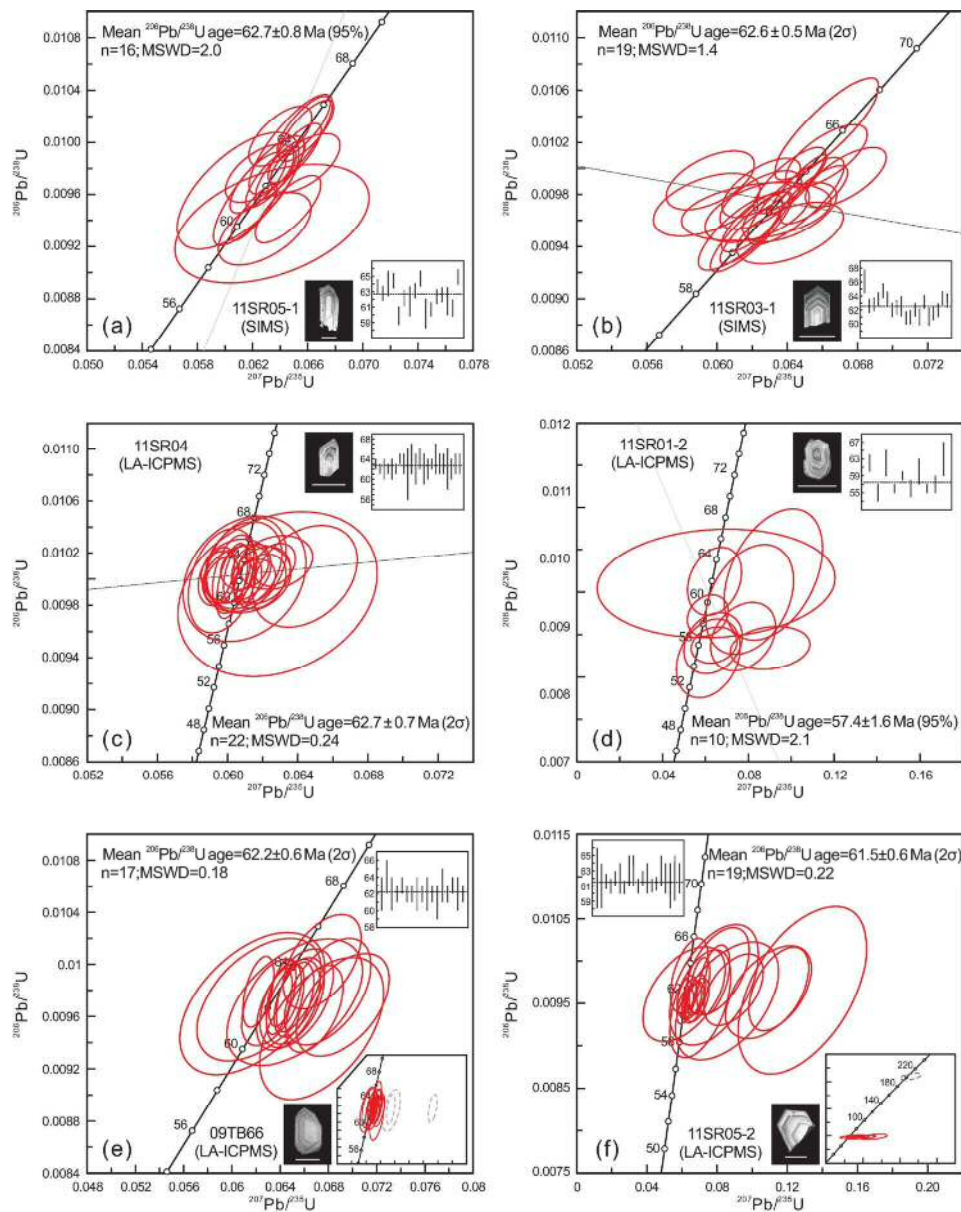 Mean ²⁰⁶Pb/²³⁸U age=62.7±0.8 Ma (95%)
n=16; MSWD=2.0
0.0108
0.0104
0.0100
0.0096
0.0092
0.0088
0.0084
²⁰⁶Pb/²³⁸U
68
60
56
65
63
61
59
(a)
11SR05-1
(SIMS)
0.054 0.058 0.062 0.066 0.070 0.074 0.078
²⁰⁷Pb/²³⁵U
Mean ²⁰⁶Pb/²³⁸U age=62.6±0.5 Ma (2σ)
n=19; MSWD=1.4
0.0110
0.0106
0.0102
0.0098
0.0094
0.0090
0.0086
²⁰⁶Pb/²³⁸U
70
66
58
68
66
64
62
60
(b)
11SR03-1
(SIMS)
0.056 0.060 0.064 0.068 0.072
²⁰⁷Pb/²³⁵U
11SR04
(LA-ICPMS)
0.0110
0.0106
0.0102
0.0098
0.0094
0.0090
0.0086
²⁰⁶Pb/²³⁸U
72
68
56
52
48
68
64
60
56
Mean ²⁰⁶Pb/²³⁸U age=62.7±0.7 Ma (2σ)
(c)
n=22; MSWD=0.24
0.052 0.056 0.060 0.064 0.068 0.072
²⁰⁷Pb/²³⁵U
11SR01-2
(LA-ICPMS)
0.012
0.011
0.010
0.009
0.008
0.007
²⁰⁶Pb/²³⁸U
72
68
64
60
56
52
48
67
63
59
55
Mean ²⁰⁶Pb/²³⁸U age=57.4±1.6 Ma (95%)
(d)
n=10; MSWD=2.1
0 0.04 0.08 0.12 0.16
²⁰⁷Pb/²³⁵U
Mean ²⁰⁶Pb/²³⁸U age=62.2±0.6 Ma (2σ)
n=17;MSWD=0.18
0.0108
0.0104
0.01
0.0096
0.0092
0.0088
0.0084
²⁰⁶Pb/²³⁸U
68
64
60
56
66
64
62
60
58
68
64
60
56
(e)
09TB66
(LA-ICPMS)
0.048 0.052 0.056 0.060 0.064 0.068 0.072 0.076 0.080
²⁰⁷Pb/²³⁵U
Mean ²⁰⁶Pb/²³⁸U age=61.5±0.6 Ma (2σ)
n=19;MSWD=0.22
0.0115
0.0105
0.0095
0.0085
0.0075
²⁰⁶Pb/²³⁸U
65
63
61
59
70
66
62
58
54
50
220
180
140
100
(f)
11SR05-2
(LA-ICPMS)
0 0.04 0.08 0.12 0.16 0.20
²⁰⁷Pb/²³⁵U